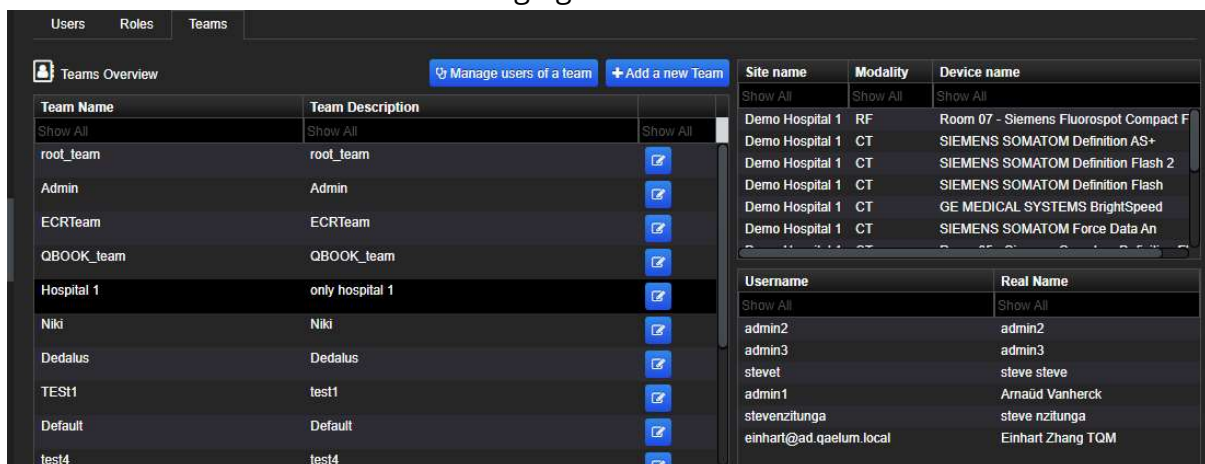 Users Roles Teams
Teams Overview
Manage users of a team
+ Add a new Team
Team Name Team Description
Show All Show All Show All
root_team root_team
Admin Admin
ECRTeam ECRTeam
QBOOK_team QBOOK_team
Hospital 1 only hospital 1
Niki Niki
Dedalus Dedalus
TESt1 test1
Default Default
test4 test4
Site name Modality Device name
Show All Show All Show All
Demo Hospital 1 RF Room 07 - Siemens Fluorospot Compact F
Demo Hospital 1 CT SIEMENS SOMATOM Definition AS+
Demo Hospital 1 CT SIEMENS SOMATOM Definition Flash 2
Demo Hospital 1 CT SIEMENS SOMATOM Definition Flash
Demo Hospital 1 CT GE MEDICAL SYSTEMS BrightSpeed
Demo Hospital 1 CT SIEMENS SOMATOM Force Data An
Username Real Name
Show All Show All
admin2 admin2
admin3 admin3
stevet steve steve
admin1 Arnaüd Vanherck
stevenzitunga steve nzitunga
einhart@ad.qaelum.local Einhart Zhang TQM